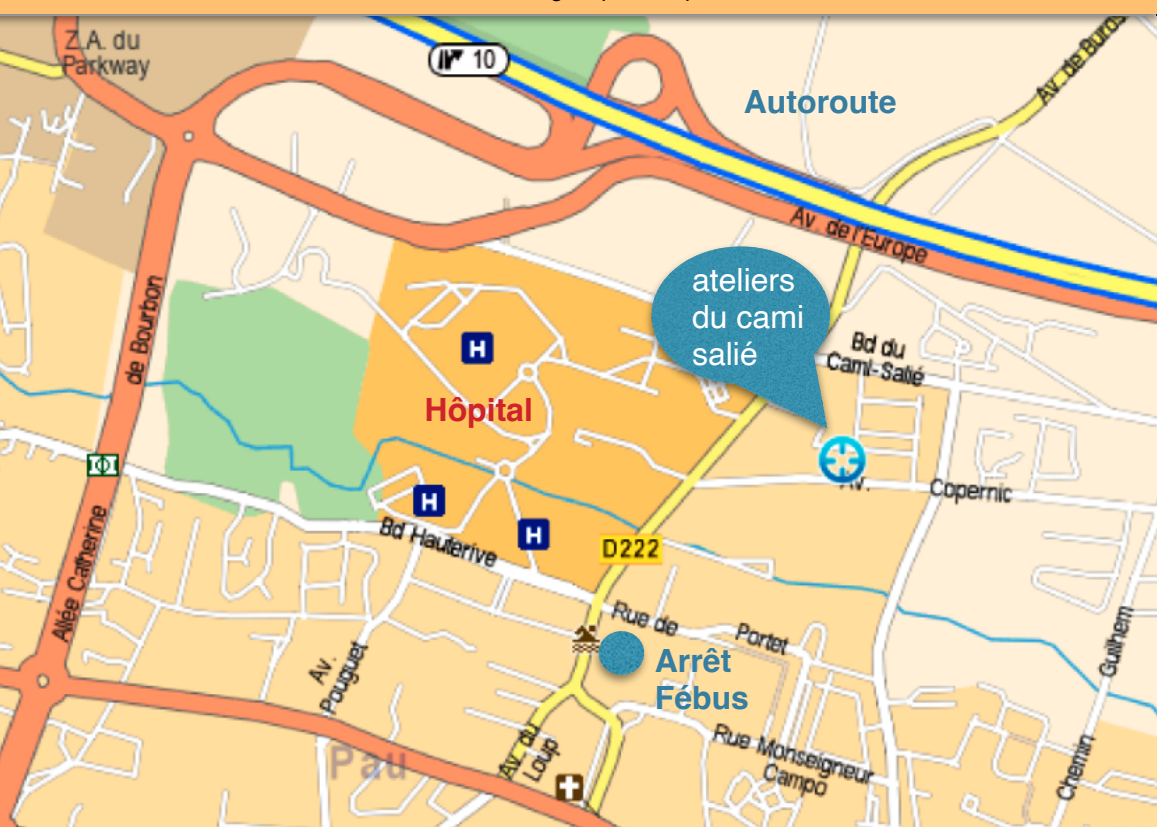 Z.A. du
Parkway
10
Autoroute
Av. de Buros
Av. de l'Europe
ateliers
du cami
salié
Bd du
Cami-Salié
de Bourbon
H
Hôpital
H
H
Av.
Copernic
Bd Hauterive
D222
Allée Catherine
Rue de
Portet
Arrêt
Fébus
Av.
Pouguet
Guilhem
Chemin
Pau
Av. du
Loup
Rue Monseigneur
Campo